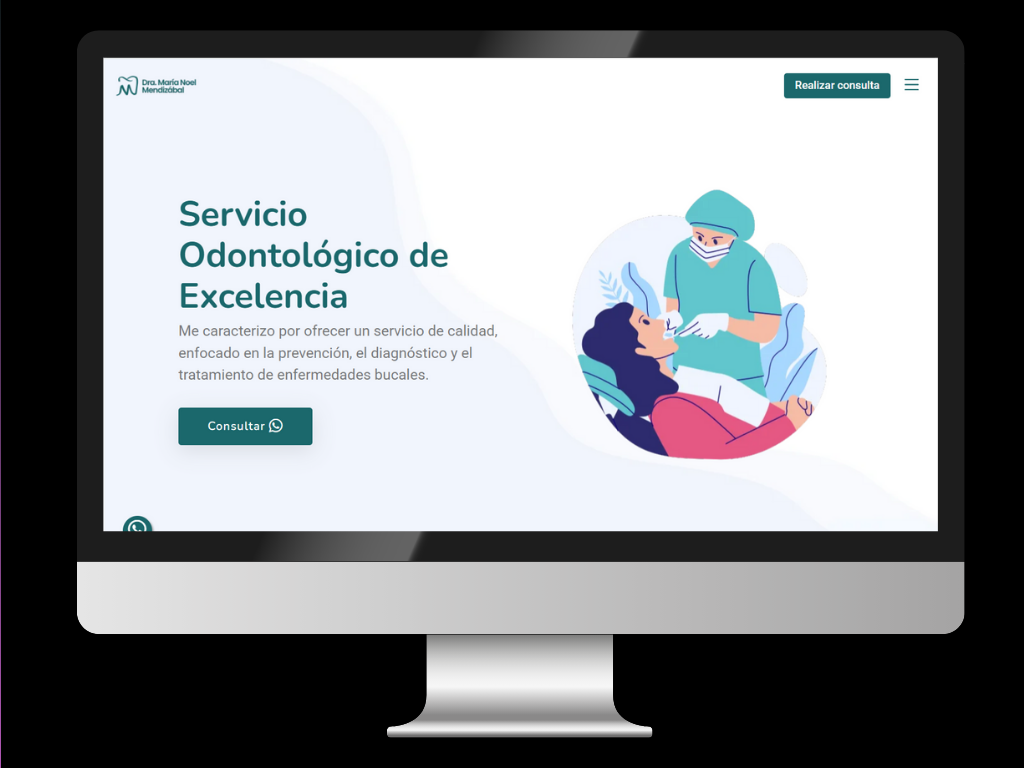 Dra. María Noel
Mendizábal
Realizar consulta
Servicio
Odontológico de
Excelencia
Me caracterizo por ofrecer un servicio de calidad,
enfocado en la prevención, el diagnóstico y el
tratamiento de enfermedades bucales.
Consultar